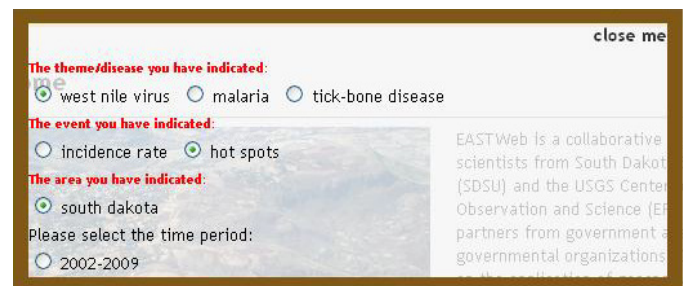 close me
The theme/disease you have indicated:
ome
west nile virus malaria tick-bone disease
The event you have indicated:
incidence rate hot spots
The area you have indicated:
south dakota
Please select the time period:
2002-2009
EASTWeb is a collaborative
scientists from South Dakot
(SDSU) and the USGS Center
Observation and Science (ER
partners from government a
governmental organizations